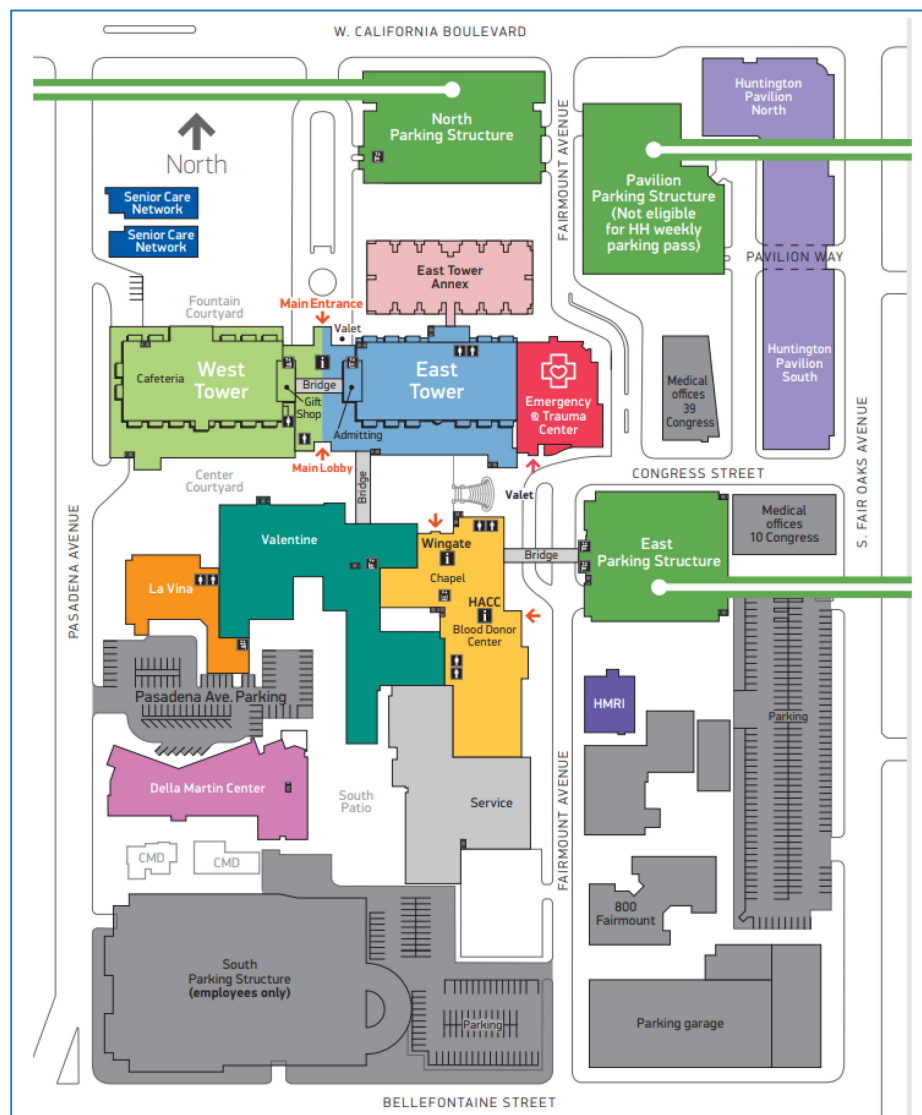 W. CALIFORNIA BOULEVARD
North
Parking Structure
FAIRMOUNT AVENUE
Huntington
Pavilion
North
North
Pavilion
Parking Structure
(Not eligible
for HH weekly
parking pass)
Senior Care
Network
Senior Care
Network
PAVILION WAY
East Tower
Annex
Fountain
Courtyard
Main Entrance
Valet
West
Tower
Cafeteria
Bridge
Gift
Shop
East
Tower
Admitting
Emergency
& Trauma
Center
Medical
offices
39
Congress
Huntington
Pavilion
South
S. FAIR OAKS AVENUE
Main Lobby
Center
Courtyard
Bridge
Valet
CONGRESS STREET
PASADENA AVENUE
Valentine
Wingate
Chapel
Bridge
East
Parking Structure
Medical
offices
10 Congress
La Vina
HACC
Blood Donor
Center
Pasadena Ave. Parking
HMRI
Parking
Della Martin Center
South
Patio
Service
FAIRMOUNT AVENUE
CMD
CMD
800
Fairmount
South
Parking Structure
(employees only)
Parking
Parking garage
BELLEFONTAINE STREET